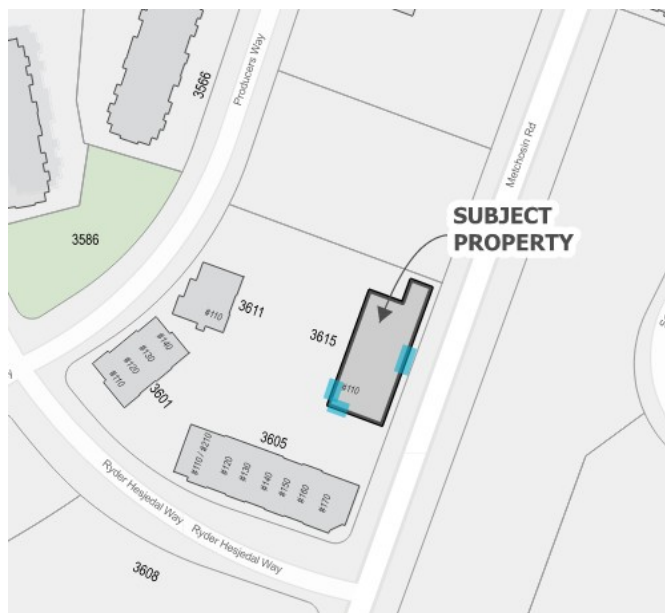 3566
Producers Way
Metchosin Rd
3586
SUBJECT
PROPERTY
#110
3611
3615
#140
#130
#120
#110
3601
#110
3605
#110 / #210
#120
#130
#140
#150
#160
#170
Ryder Hesjedal Way
Ryder Hesjedal Way
3608